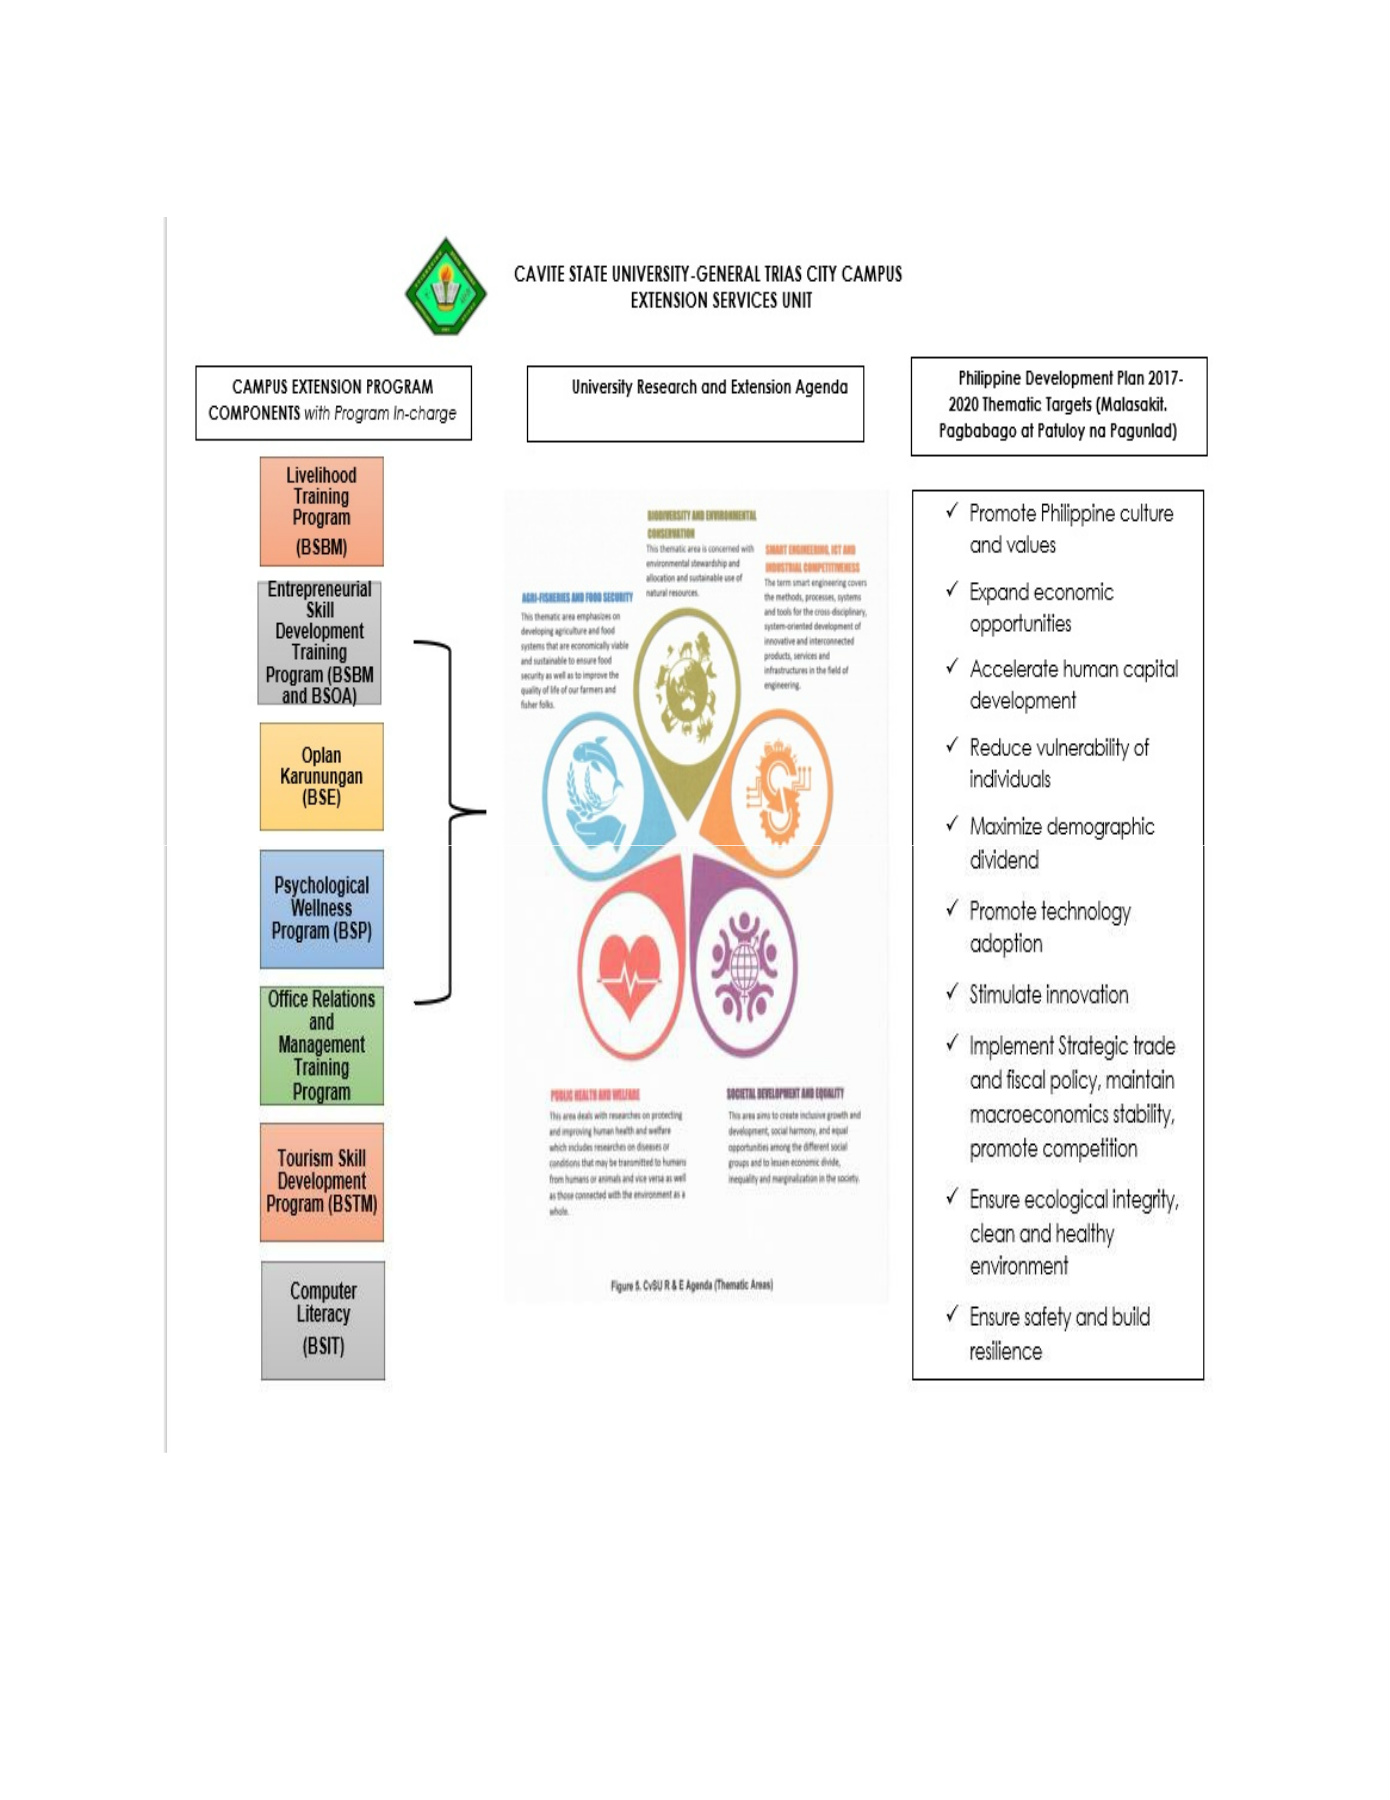 CAVITE STATE UNIVERSITY-GENERAL TRIAS CITY CAMPUS
EXTENSION SERVICES UNIT
CAMPUS EXTENSION PROGRAM
COMPONENTS with Program In-charge
Livelihood
Training
Program
(BSBM)
Entrepreneurial
Skill
Development
Training
Program (BSBM
and BSOA)
Oplan
Karunungan
(BSE)
Psychological
Wellness
Program (BSP)
Office Relations
and
Management
Training
Program
Tourism Skill
Development
Program (BSTM)
Computer
Literacy
(BSIT)
University Research and Extension Agenda
BIODIVERSITY AND ENVIRONMENTAL
CONSERVATION
This thematic area is concerned with
environmental stewardship and
allocation and sustainable use of
natural resources.
SMART ENGINEERING, ICT AND
INDUSTRIAL COMPETITIVENESS
The term smart engineering covers
the methods, processes, systems
and tools for the cross-disciplinary,
system-oriented development of
innovative and interconnected
products, services and
infrastructures in the field of
engineering.
AGRI-FISHERIES AND FOOD SECURITY
This thematic area emphasizes on
developing agriculture and food
systems that are economically viable
and sustainable to ensure food
security as well as to improve the
quality of life of our farmers and
fisher folks.
PUBLIC HEALTH AND WELFARE
This area deals with researches on protecting
and improving human health and welfare
which includes researches on diseases or
conditions that may be transmitted to humans
from humans or animals and vice versa as well
as those connected with the environment as a
whole.
SOCIETAL DEVELOPMENT AND EQUALITY
This area aims to create inclusive growth and
development, social harmony, and equal
opportunities among the different social
groups and to lessen economic divide,
inequality and marginalization in the society.
Figure 5. CvSU R & E Agenda (Thematic Areas)
Philippine Development Plan 2017-
2020 Thematic Targets (Malasakit.
Pagbabago at Patuloy na Pagunlad)
✓ Promote Philippine culture
and values
✓ Expand economic
opportunities
✓ Accelerate human capital
development
✓ Reduce vulnerability of
individuals
✓ Maximize demographic
dividend
✓ Promote technology
adoption
✓ Stimulate innovation
✓ Implement Strategic trade
and fiscal policy, maintain
macroeconomics stability,
promote competition
✓ Ensure ecological integrity,
clean and healthy
environment
✓ Ensure safety and build
resilience